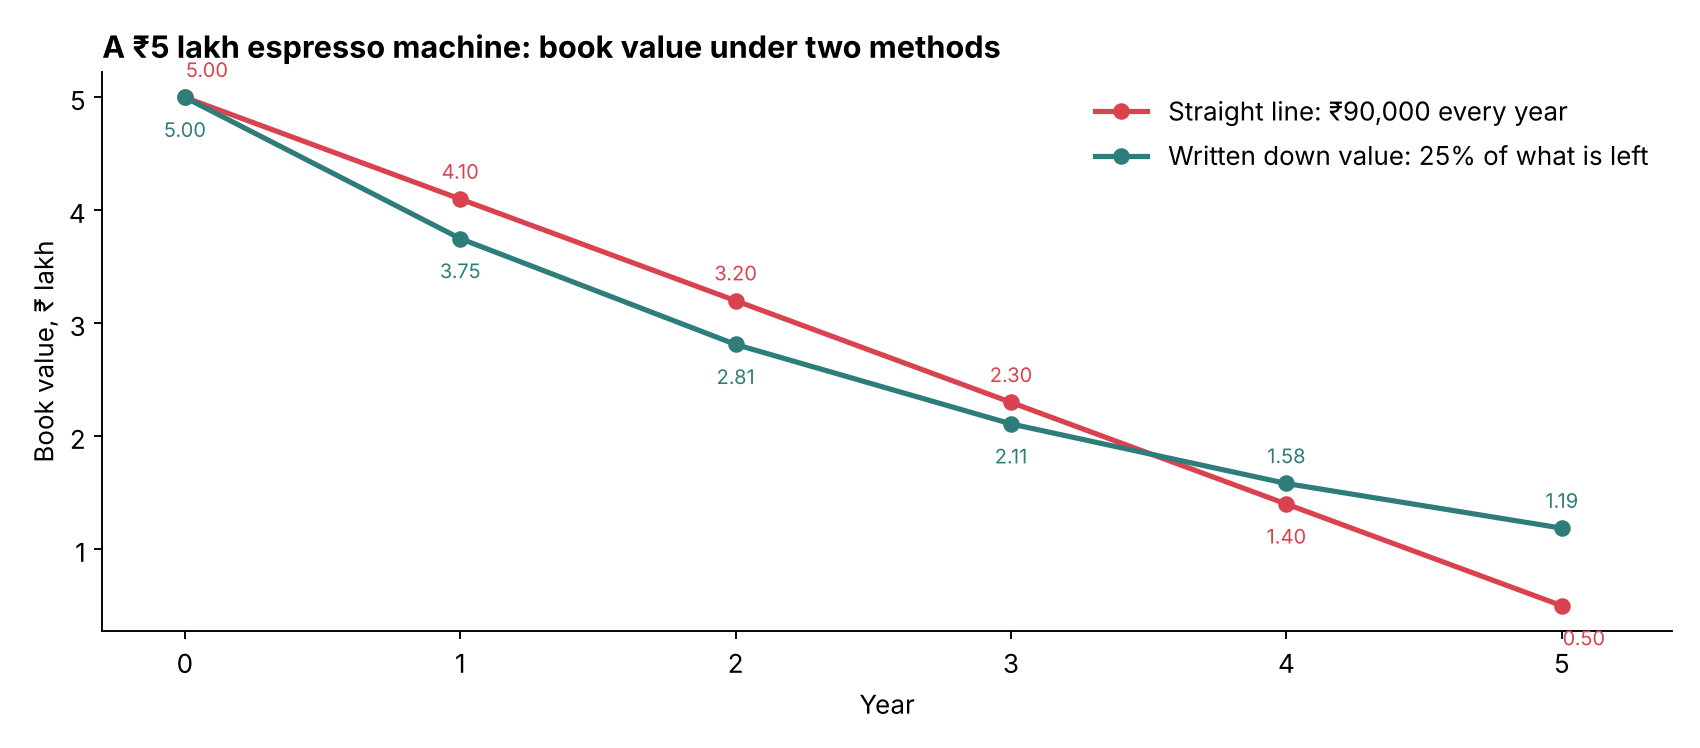 A ₹5 lakh espresso machine: book value under two methods
5.00
5.00
4.10
3.75
3.20
2.81
2.30
2.11
1.58
1.40
1.19
0.50
Straight line: ₹90,000 every year
Written down value: 25% of what is left
Book value, ₹ lakh
5
4
3
2
1
0 1 2 3 4 5
Year